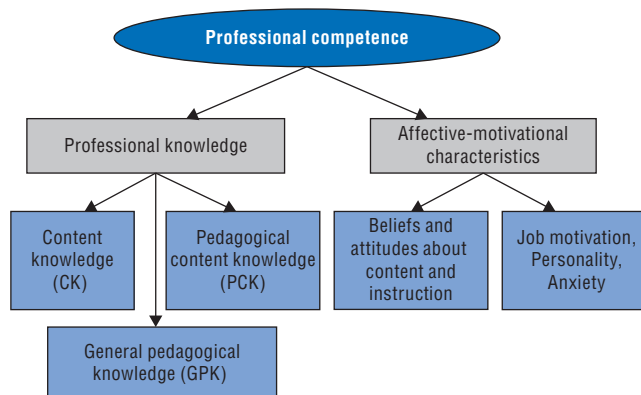 Professional competence
Professional knowledge
Affective-motivational
characteristics
Content
knowledge
(CK)
Pedagogical
content knowledge
(PCK)
Beliefs and
attitudes about
content and
instruction
Job motivation,
Personality,
Anxiety
General pedagogical
knowledge (GPK)